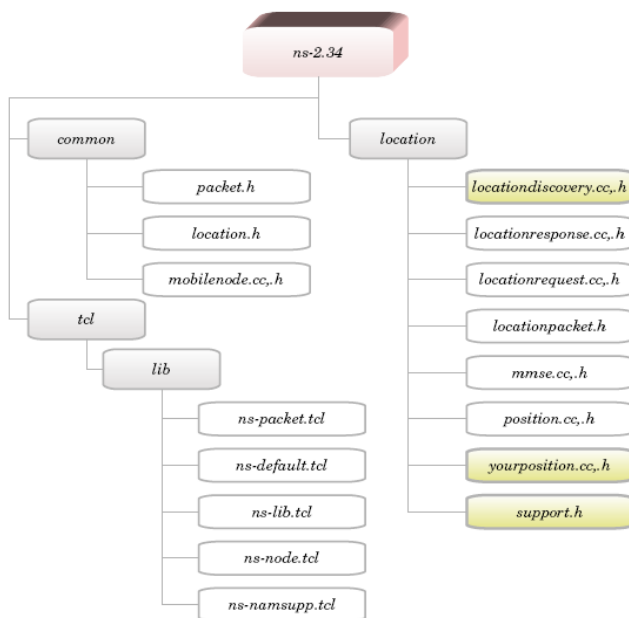 ns-2.34
common
packet.h
location.h
mobilenode.cc,.h
tcl
lib
ns-packet.tcl
ns-default.tcl
ns-lib.tcl
ns-node.tcl
ns-namsupp.tcl
location
locationdiscovery.cc,.h
locationresponse.cc,.h
locationrequest.cc,.h
locationpacket.h
mmse.cc,.h
position.cc,.h
yourposition.cc,.h
support.h